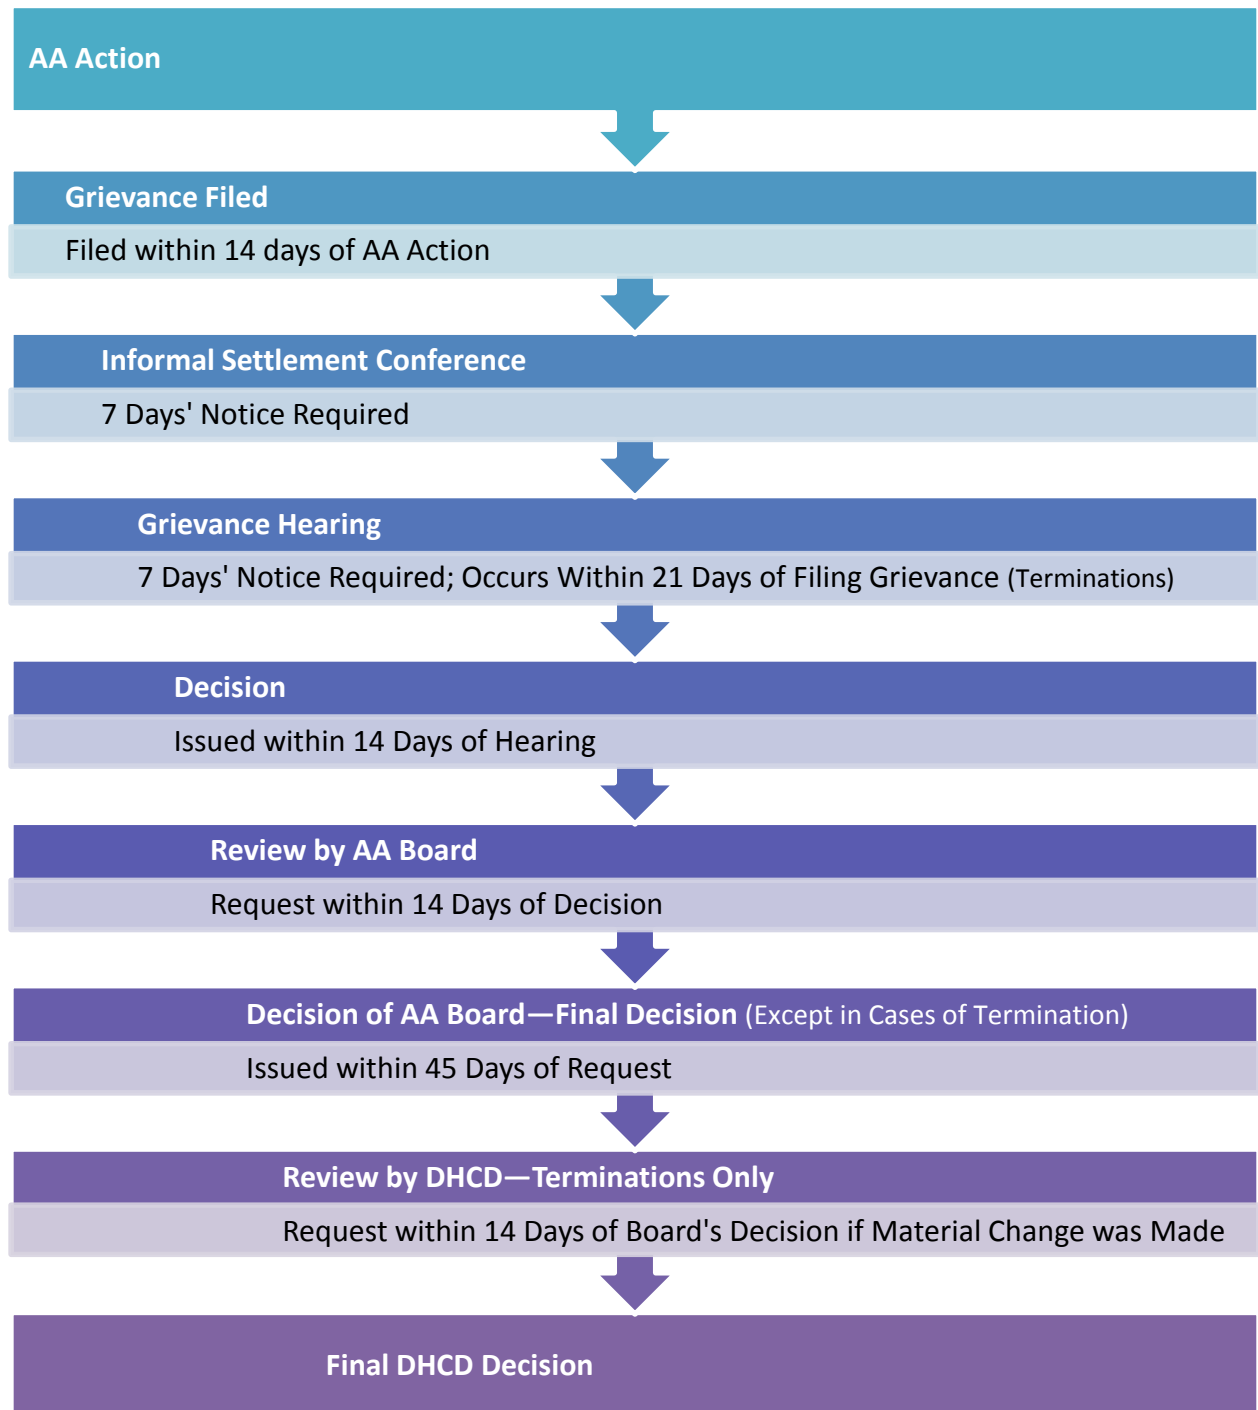 AA Action
Grievance Filed
Filed within 14 days of AA Action
Informal Settlement Conference
7 Days' Notice Required
Grievance Hearing
7 Days' Notice Required; Occurs Within 21 Days of Filing Grievance (Terminations)
Decision
Issued within 14 Days of Hearing
Review by AA Board
Request within 14 Days of Decision
Decision of AA Board—Final Decision (Except in Cases of Termination)
Issued within 45 Days of Request
Review by DHCD—Terminations Only
Request within 14 Days of Board's Decision if Material Change was Made
Final DHCD Decision